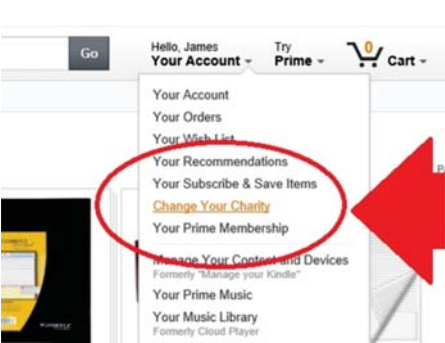 Go
Hello, James
Your Account
Try
Prime
0
Cart
Your Account
Your Orders
Your Wish List
Your Recommendations
Your Subscribe & Save Items
Change Your Charity
Your Prime Membership
Manage Your Content and Devices
Formerly "Manage your Kindle"
Your Prime Music
Your Music Library
Formerly Cloud Player